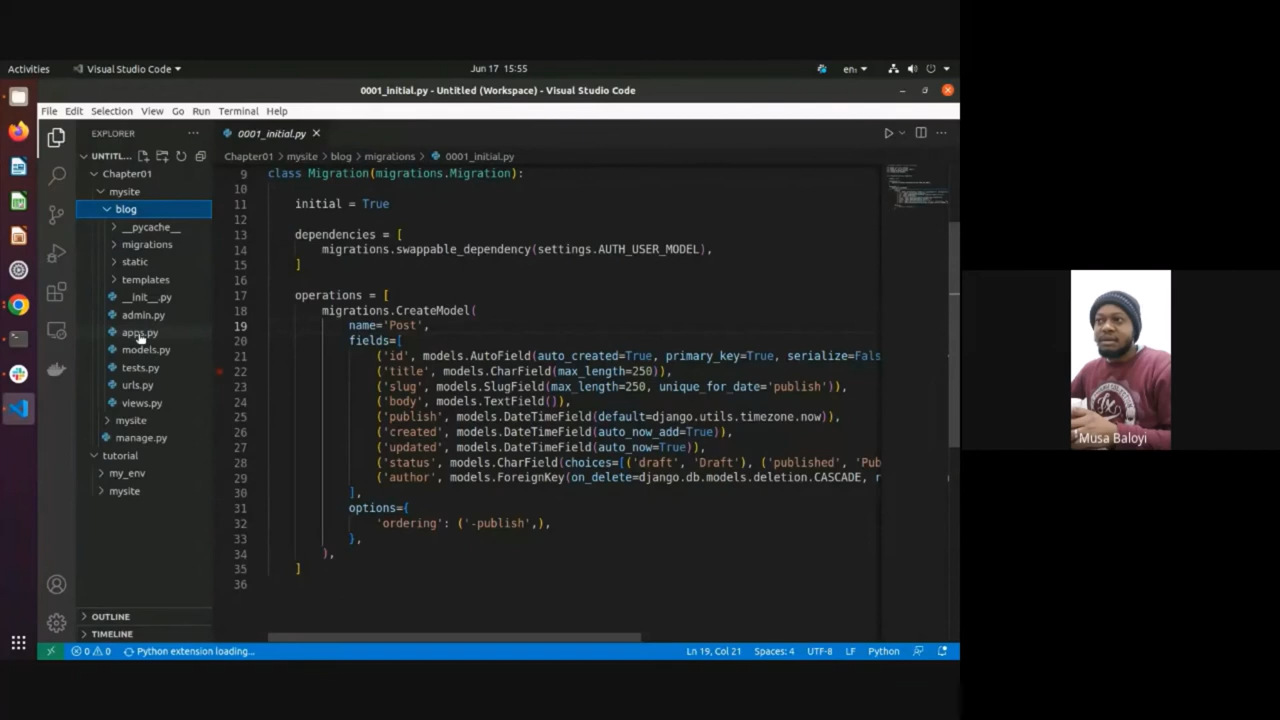 Activities
Visual Studio Code
Jun 17 15:55
en₁
0001_initial.py - Untitled (Workspace) - Visual Studio Code
File Edit Selection View Go Run Terminal Help
EXPLORER
UNTITL...
Chapter01
mysite
blog
__pycache__
migrations
static
templates
__init__.py
admin.py
apps.py
models.py
tests.py
urls.py
views.py
mysite
manage.py
tutorial
my_env
mysite
OUTLINE
TIMELINE
0001_initial.py
Chapter01 > mysite > blog > migrations > 0001_initial.py
9 class Migration(migrations.Migration):
10
11 initial = True
12
13 dependencies = [
14 migrations.swappable_dependency(settings.AUTH_USER_MODEL),
15 ]
16
17 operations = [
18 migrations.CreateModel(
19 name='Post',
20 fields=[
21 ('id', models.AutoField(auto_created=True, primary_key=True, serialize=Fals
22 ('title', models.CharField(max_length=250)),
23 ('slug', models.SlugField(max_length=250, unique_for_date='publish')),
24 ('body', models.TextField()),
25 ('publish', models.DateTimeField(default=django.utils.timezone.now)),
26 ('created', models.DateTimeField(auto_now_add=True)),
27 ('updated', models.DateTimeField(auto_now=True)),
28 ('status', models.CharField(choices=[('draft', 'Draft'), ('published', 'Pub
29 ('author', models.ForeignKey(on_delete=django.db.models.deletion.CASCADE, r
30 ],
31 options={
32 'ordering': ('-publish',),
33 },
34 ),
35 ]
36
0 0 Python extension loading...
Ln 19, Col 21 Spaces: 4 UTF-8 LF Python
Musa Baloyi